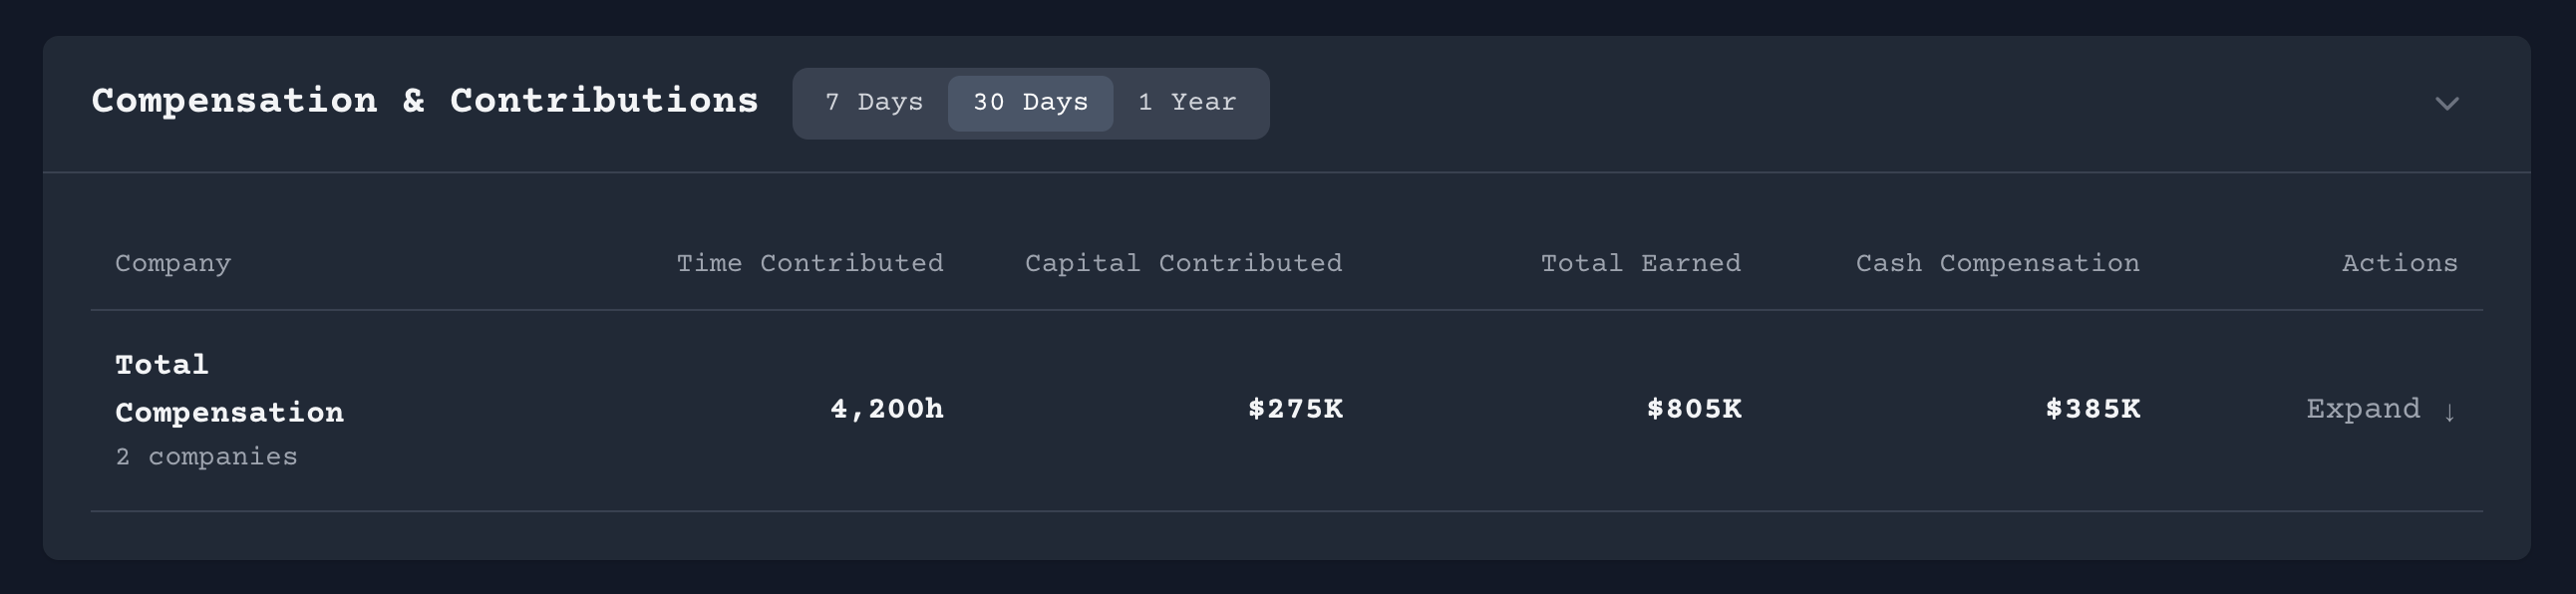 Compensation & Contributions
7 Days 30 Days 1 Year
Company Time Contributed Capital Contributed Total Earned Cash Compensation Actions
Total
Compensation
4,200h $275K $805K $385K Expand ↓
2 companies